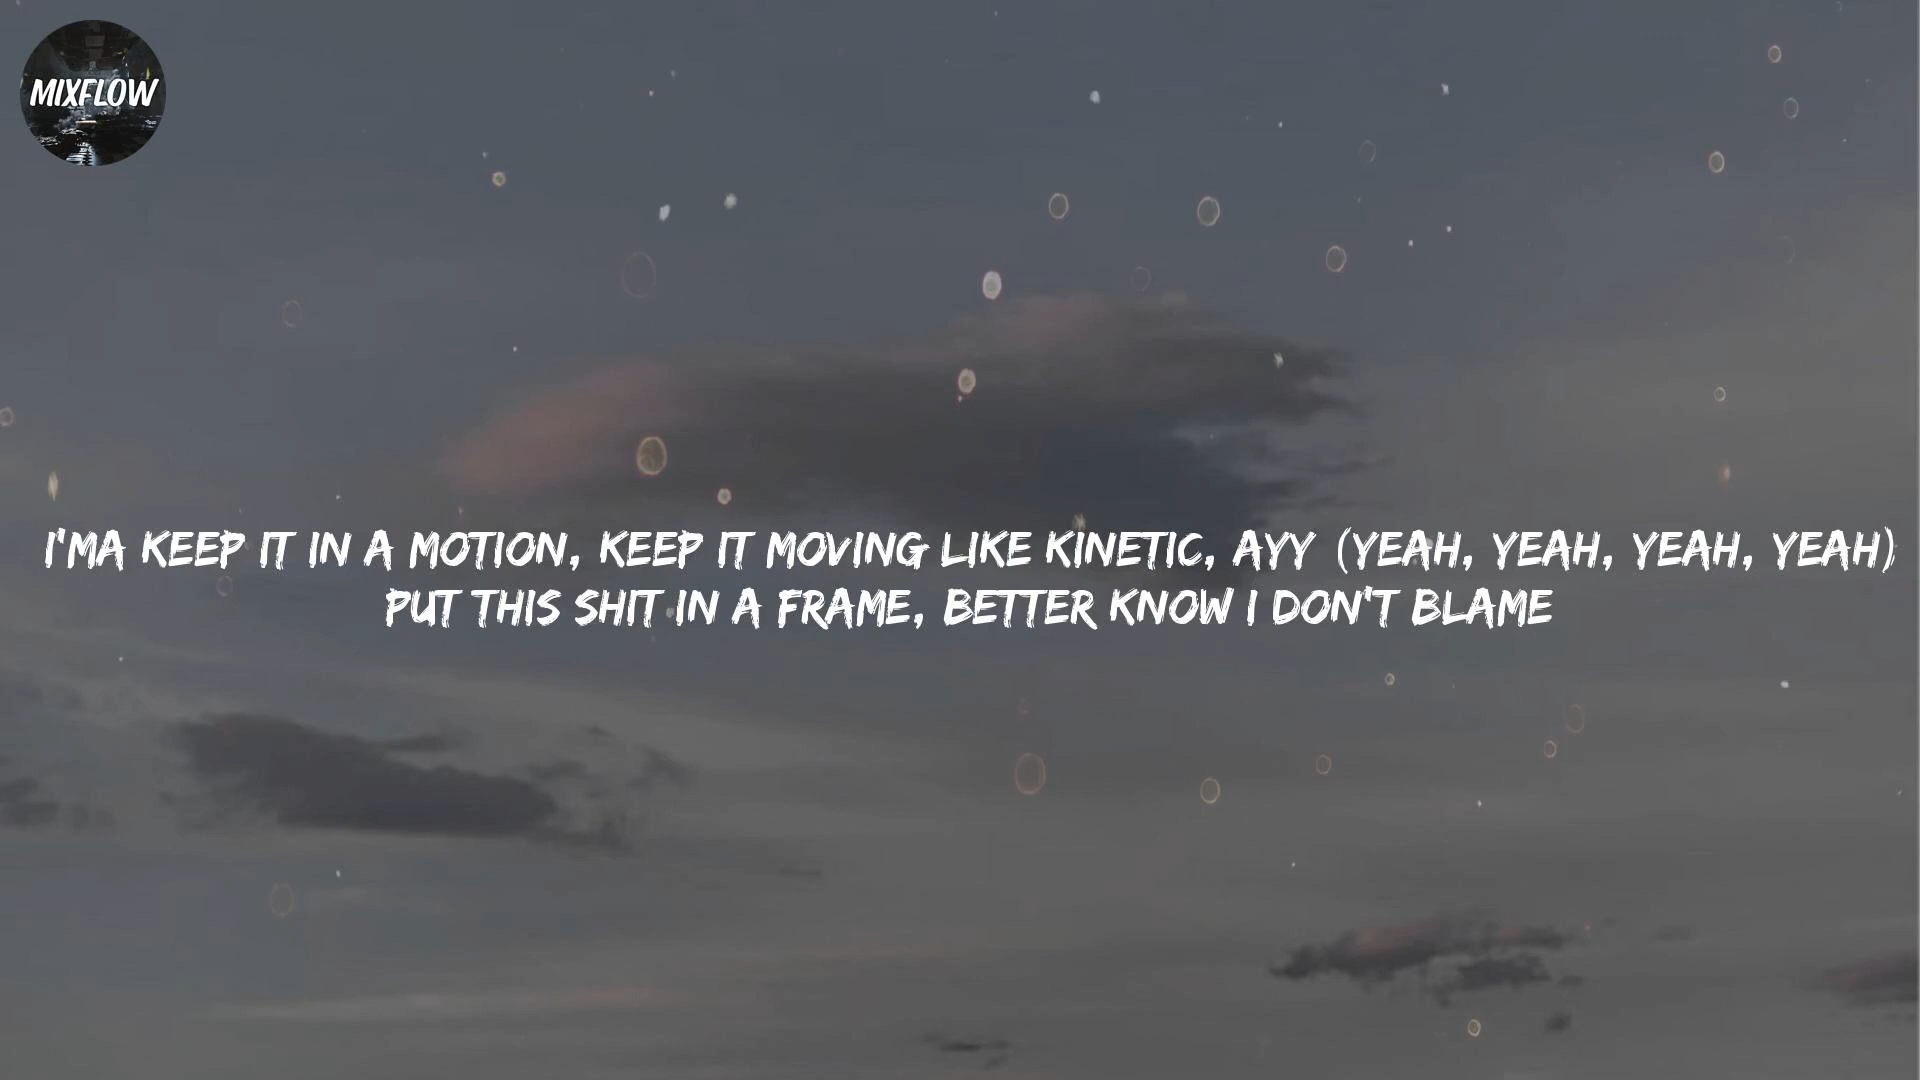 MIXFLOW
I'MA KEEP IT IN A MOTION, KEEP IT MOVING LIKE KINETIC, AYY (YEAH, YEAH, YEAH, YEAH)
PUT THIS SHIT IN A FRAME, BETTER KNOW I DON'T BLAME